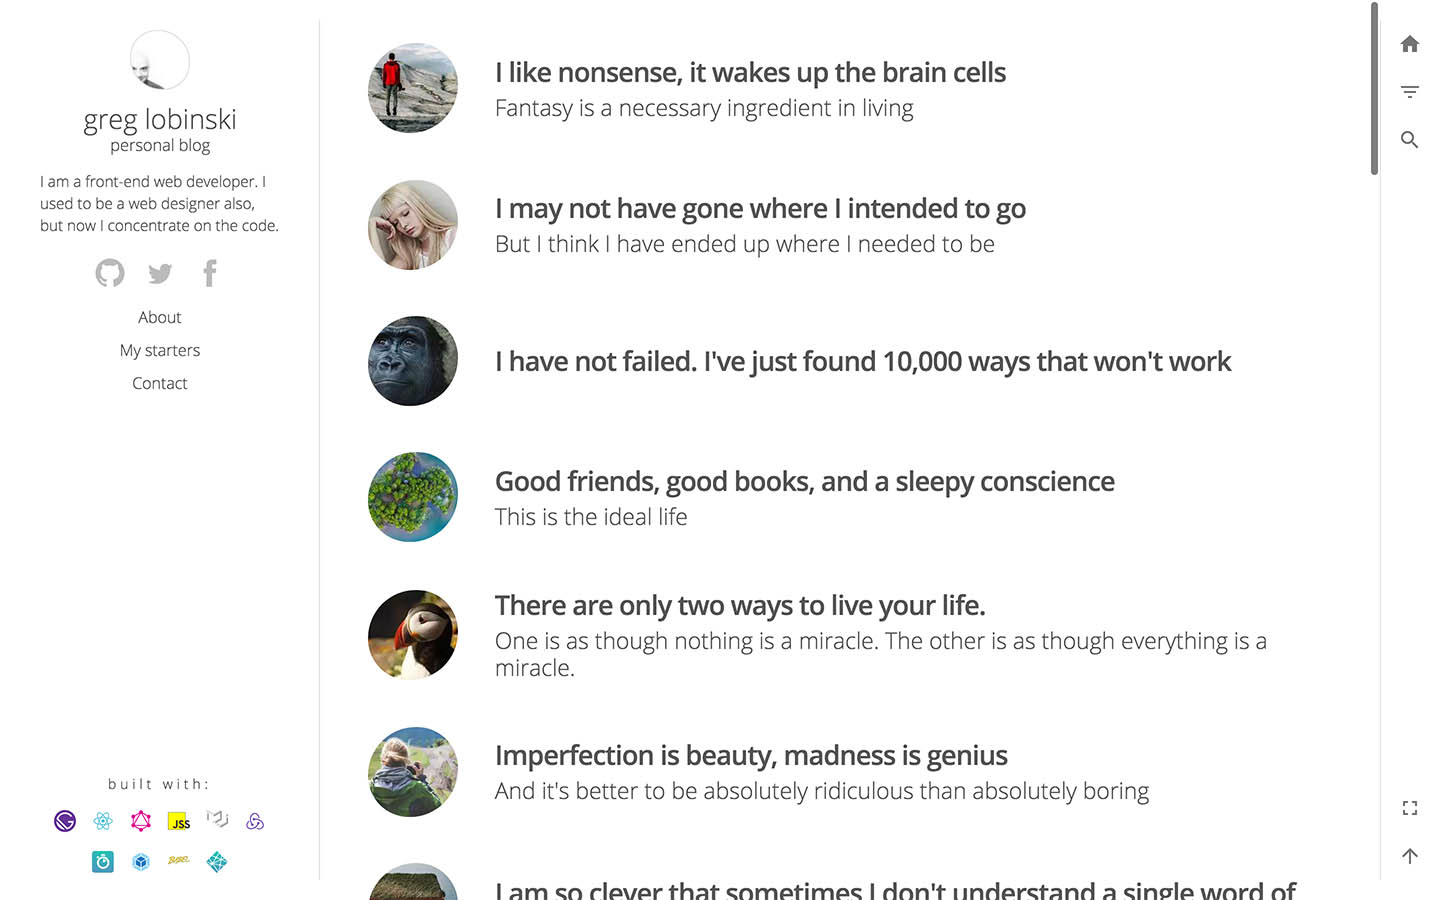 greg lobinski
personal blog
I am a front-end web developer. I
used to be a web designer also,
but now I concentrate on the code.
About
My starters
Contact
built with:
JSS
BABEL
I like nonsense, it wakes up the brain cells
Fantasy is a necessary ingredient in living
I may not have gone where I intended to go
But I think I have ended up where I needed to be
I have not failed. I've just found 10,000 ways that won't work
Good friends, good books, and a sleepy conscience
This is the ideal life
There are only two ways to live your life.
One is as though nothing is a miracle. The other is as though everything is a
miracle.
Imperfection is beauty, madness is genius
And it's better to be absolutely ridiculous than absolutely boring
I am so clever that sometimes I don't understand a single word of